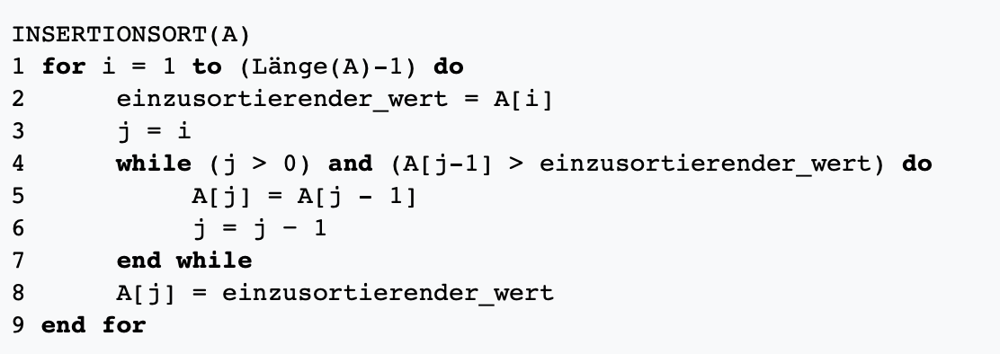 INSERTIONSORT(A)
1 for i = 1 to (Länge(A)-1) do
2 einzusortierender_wert = A[i]
3 j = i
4 while (j > 0) and (A[j-1] > einzusortierender_wert) do
5 A[j] = A[j - 1]
6 j = j − 1
7 end while
8 A[j] = einzusortierender_wert
9 end for